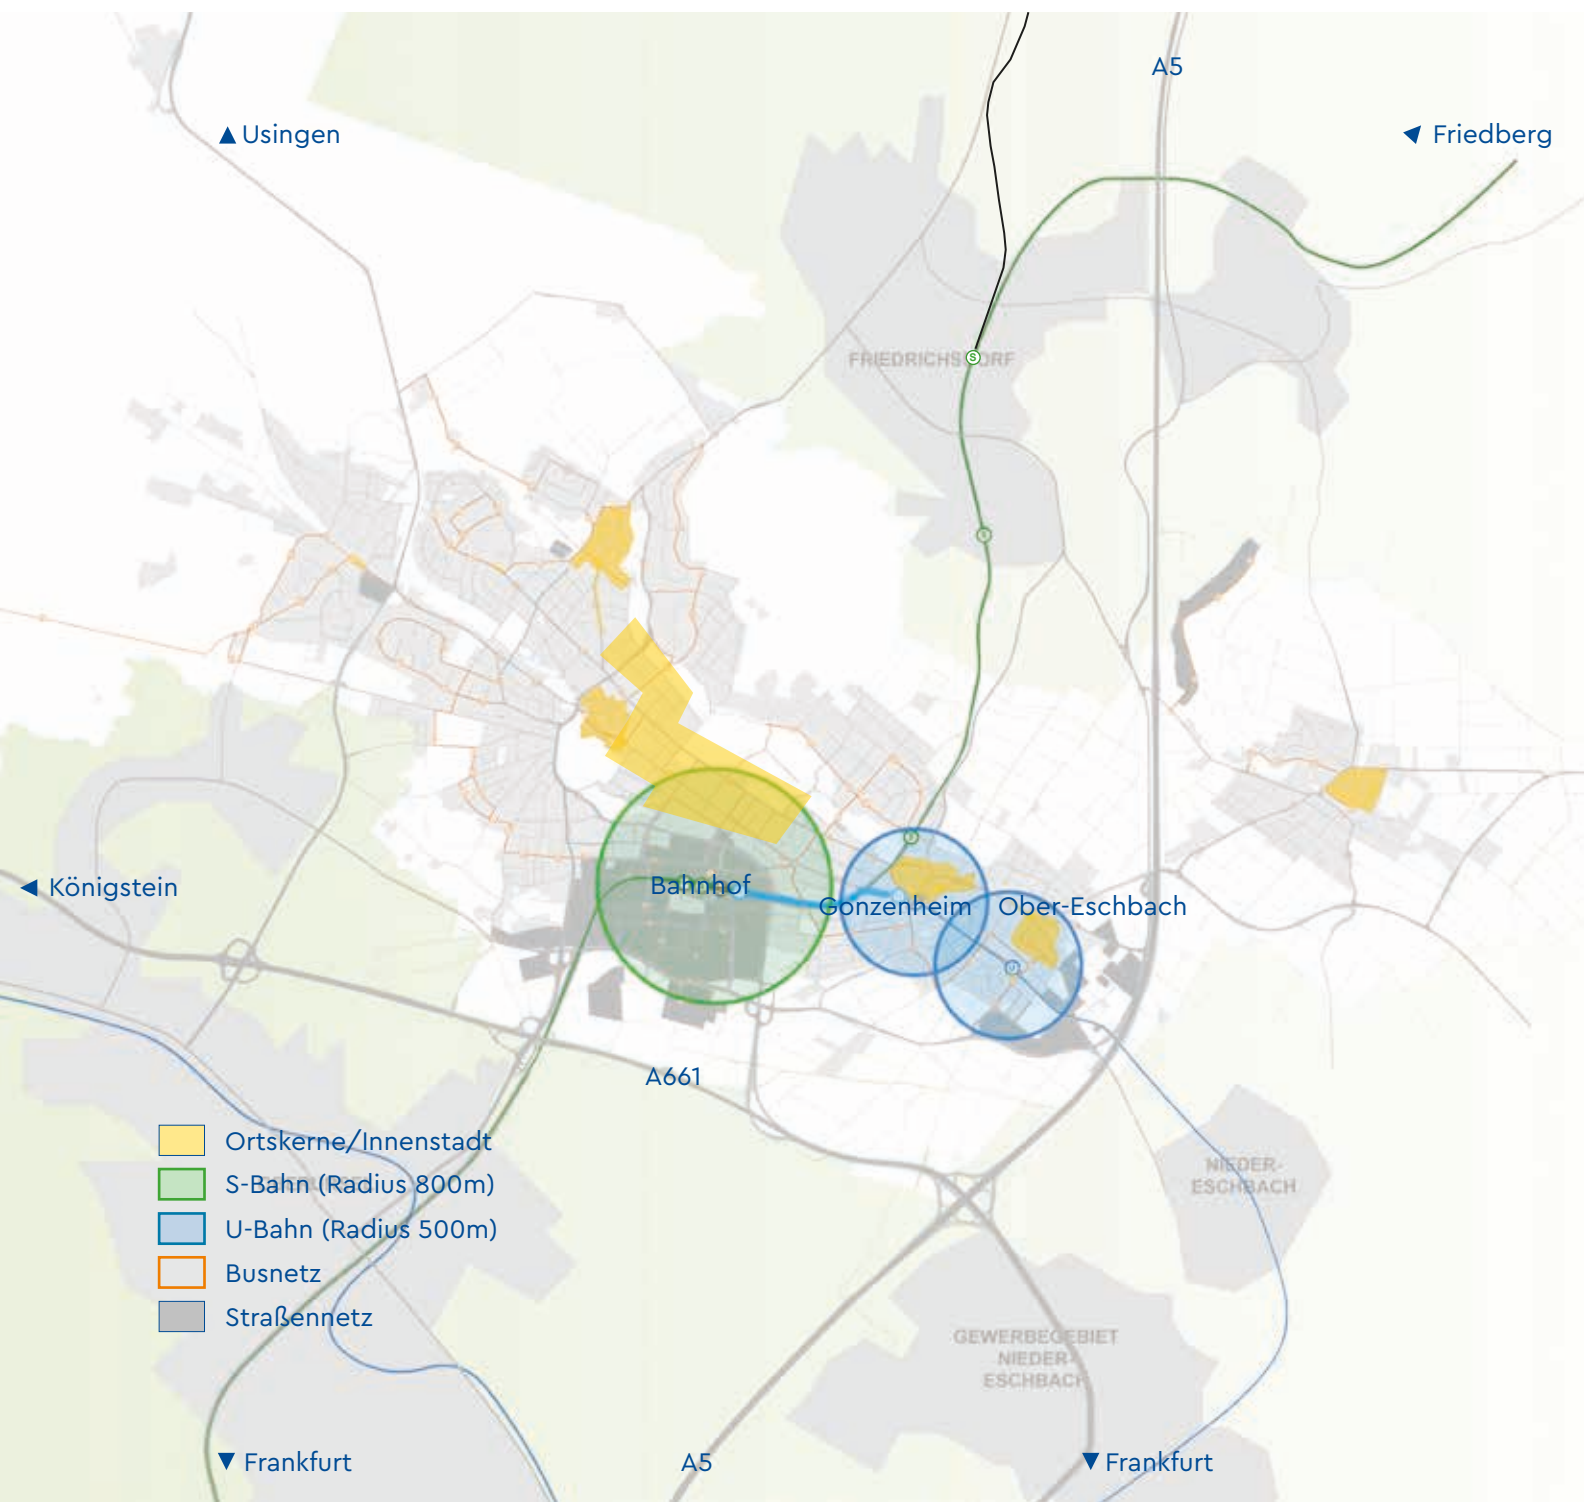 A5
▲ Usingen
◀ Friedberg
FRIEDRICHSDORF
S
Bahnhof
◀ Königstein
Gonzenheim
Ober-Eschbach
U
A661
Ortskerne/Innenstadt
S-Bahn (Radius 800m)
U-Bahn (Radius 500m)
Busnetz
Straßennetz
NIEDER-
ESCHBACH
GEWERBEGEBIET
NIEDER-
ESCHBACH
▼ Frankfurt
A5
▼ Frankfurt